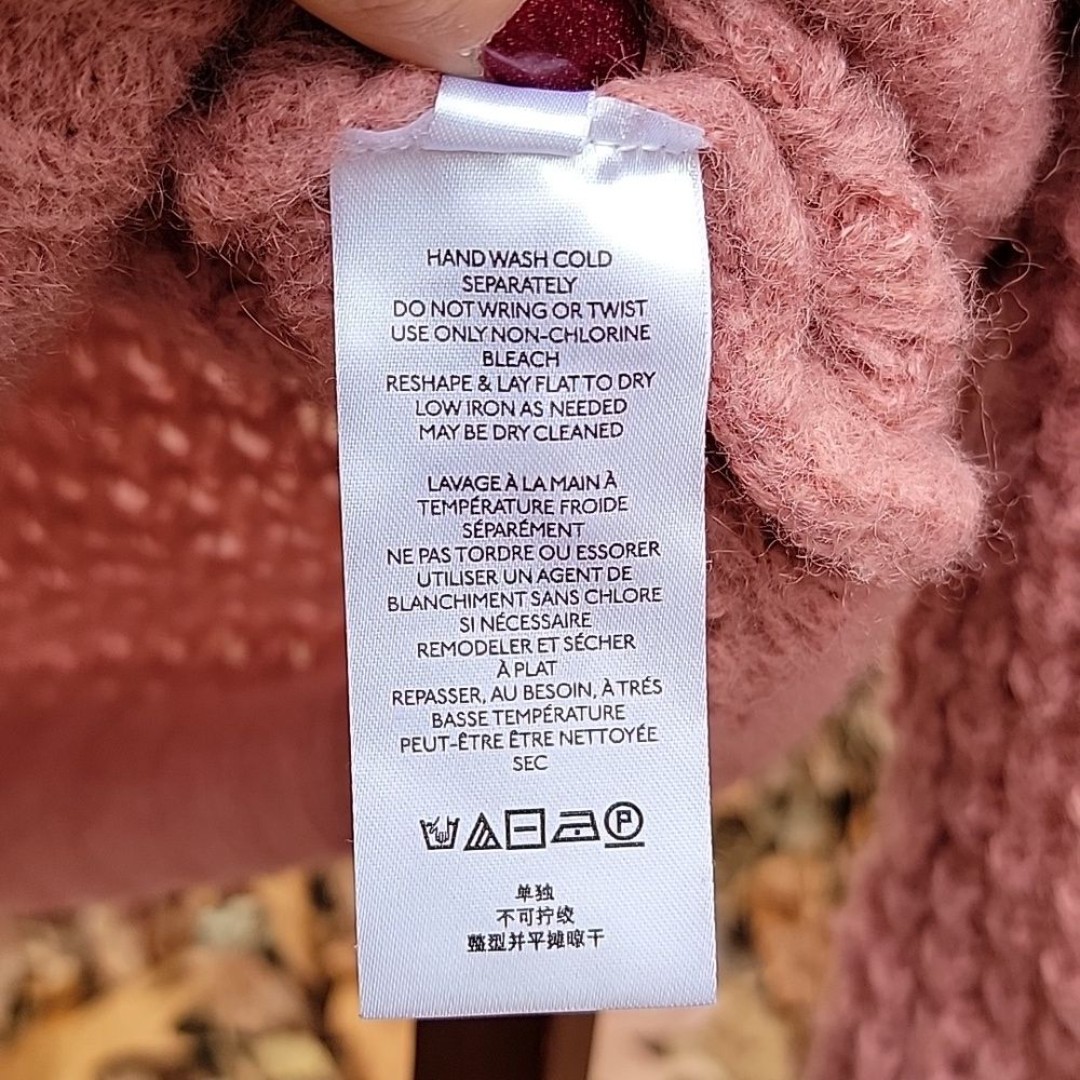 HAND WASH COLD
SEPARATELY
DO NOT WRING OR TWIST
USE ONLY NON-CHLORINE
BLEACH
RESHAPE & LAY FLAT TO DRY
LOW IRON AS NEEDED
MAY BE DRY CLEANED
LAVAGE À LA MAIN À
TEMPÉRATURE FROIDE
SÉPARÉMENT
NE PAS TORDRE OU ESSORER
UTILISER UN AGENT DE
BLANCHIMENT SANS CHLORE
SI NÉCESSAIRE
REMODELER ET SÉCHER
À PLAT
REPASSER, AU BESOIN, À TRÉS
BASSE TEMPÉRATURE
PEUT-ÊTRE ÊTRE NETTOYÉE
SEC
P
单独
不可拧绞
整型并平摊晾干